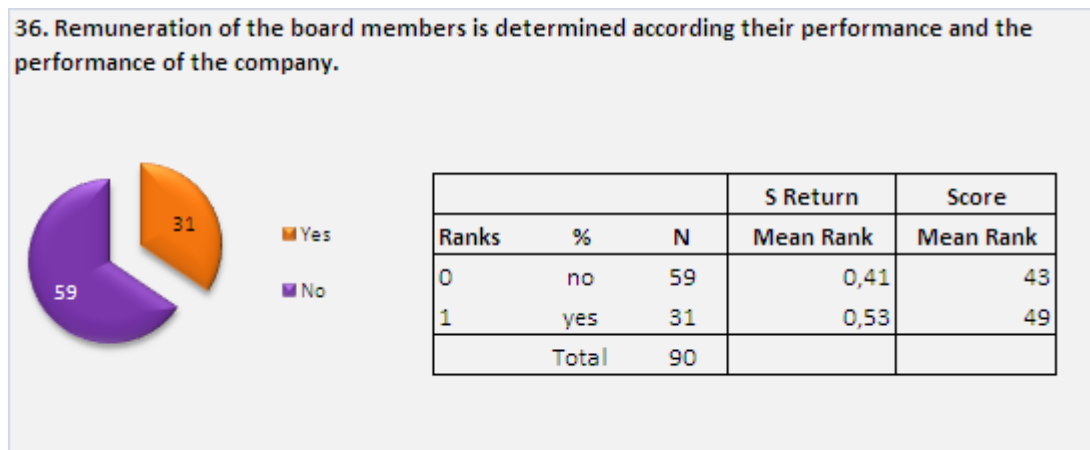 36. Remuneration of the board members is determined according their performance and the
performance of the company.
31
59
Yes
No
S Return Score
Ranks % N Mean Rank Mean Rank
0 no 59 0,41 43
1 yes 31 0,53 49
Total 90